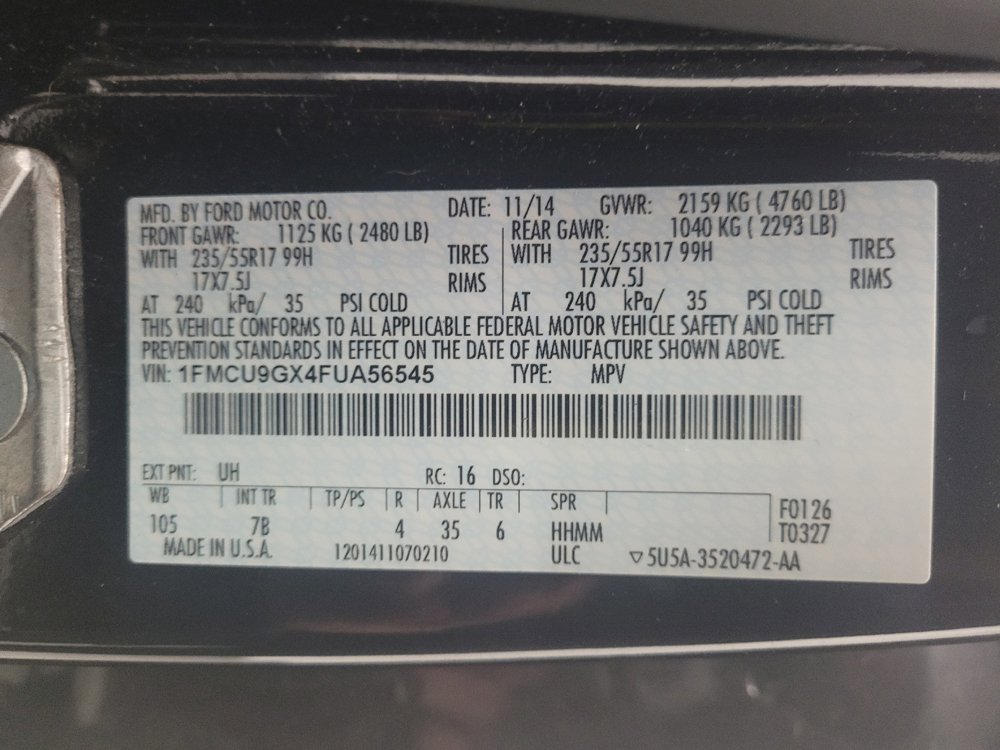 MFD. BY FORD MOTOR CO. DATE: 11/14 GVWR: 2159 KG ( 4760 LB)
FRONT GAWR: 1125 KG ( 2480 LB) REAR GAWR: 1040 KG ( 2293 LB)
WITH 235/55R17 99H TIRES WITH 235/55R17 99H TIRES
17X7.5J RIMS 17X7.5J RIMS
AT 240 kPa/ 35 PSI COLD AT 240 kPa/ 35 PSI COLD
THIS VEHICLE CONFORMS TO ALL APPLICABLE FEDERAL MOTOR VEHICLE SAFETY AND THEFT
PREVENTION STANDARDS IN EFFECT ON THE DATE OF MANUFACTURE SHOWN ABOVE.
VIN: 1FMCU9GX4FUA56545 TYPE: MPV
EXT PNT: UH RC: 16 DSO:
WB INT TR TP/PS R AXLE TR SPR F0126
105 7B 4 35 6 HHMM T0327
MADE IN U.S.A. 1201411070210 ULC ▽5U5A-3520472-AA